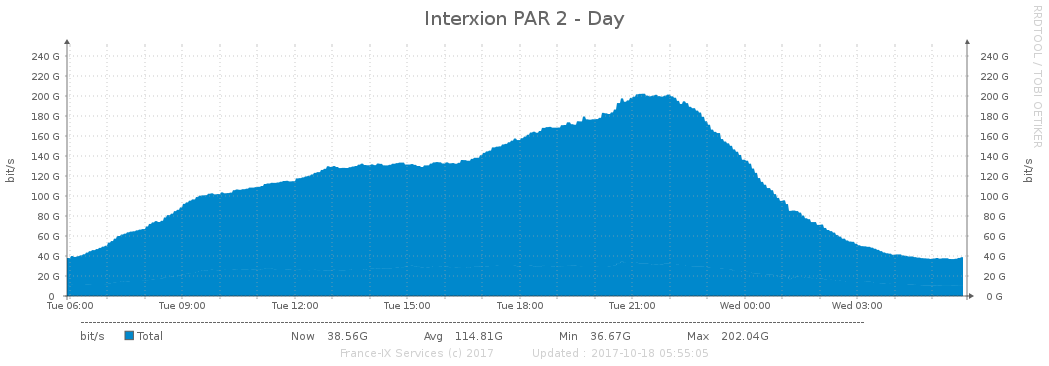 Interxion PAR 2 - Day
RRDTOOL / TOBI OETIKER
bit/s
240 G
220 G
200 G
180 G
160 G
140 G
120 G
100 G
80 G
60 G
40 G
20 G
0
240 G
220 G
200 G
180 G
160 G
140 G
120 G
100 G
80 G
60 G
40 G
20 G
0 G
bit/s
Tue 06:00 Tue 09:00 Tue 12:00 Tue 15:00 Tue 18:00 Tue 21:00 Wed 00:00 Wed 03:00
bit/s Total Now 38.56G Avg 114.81G Min 36.67G Max 202.04G
France-IX Services (c) 2017 Updated : 2017-10-18 05:55:05